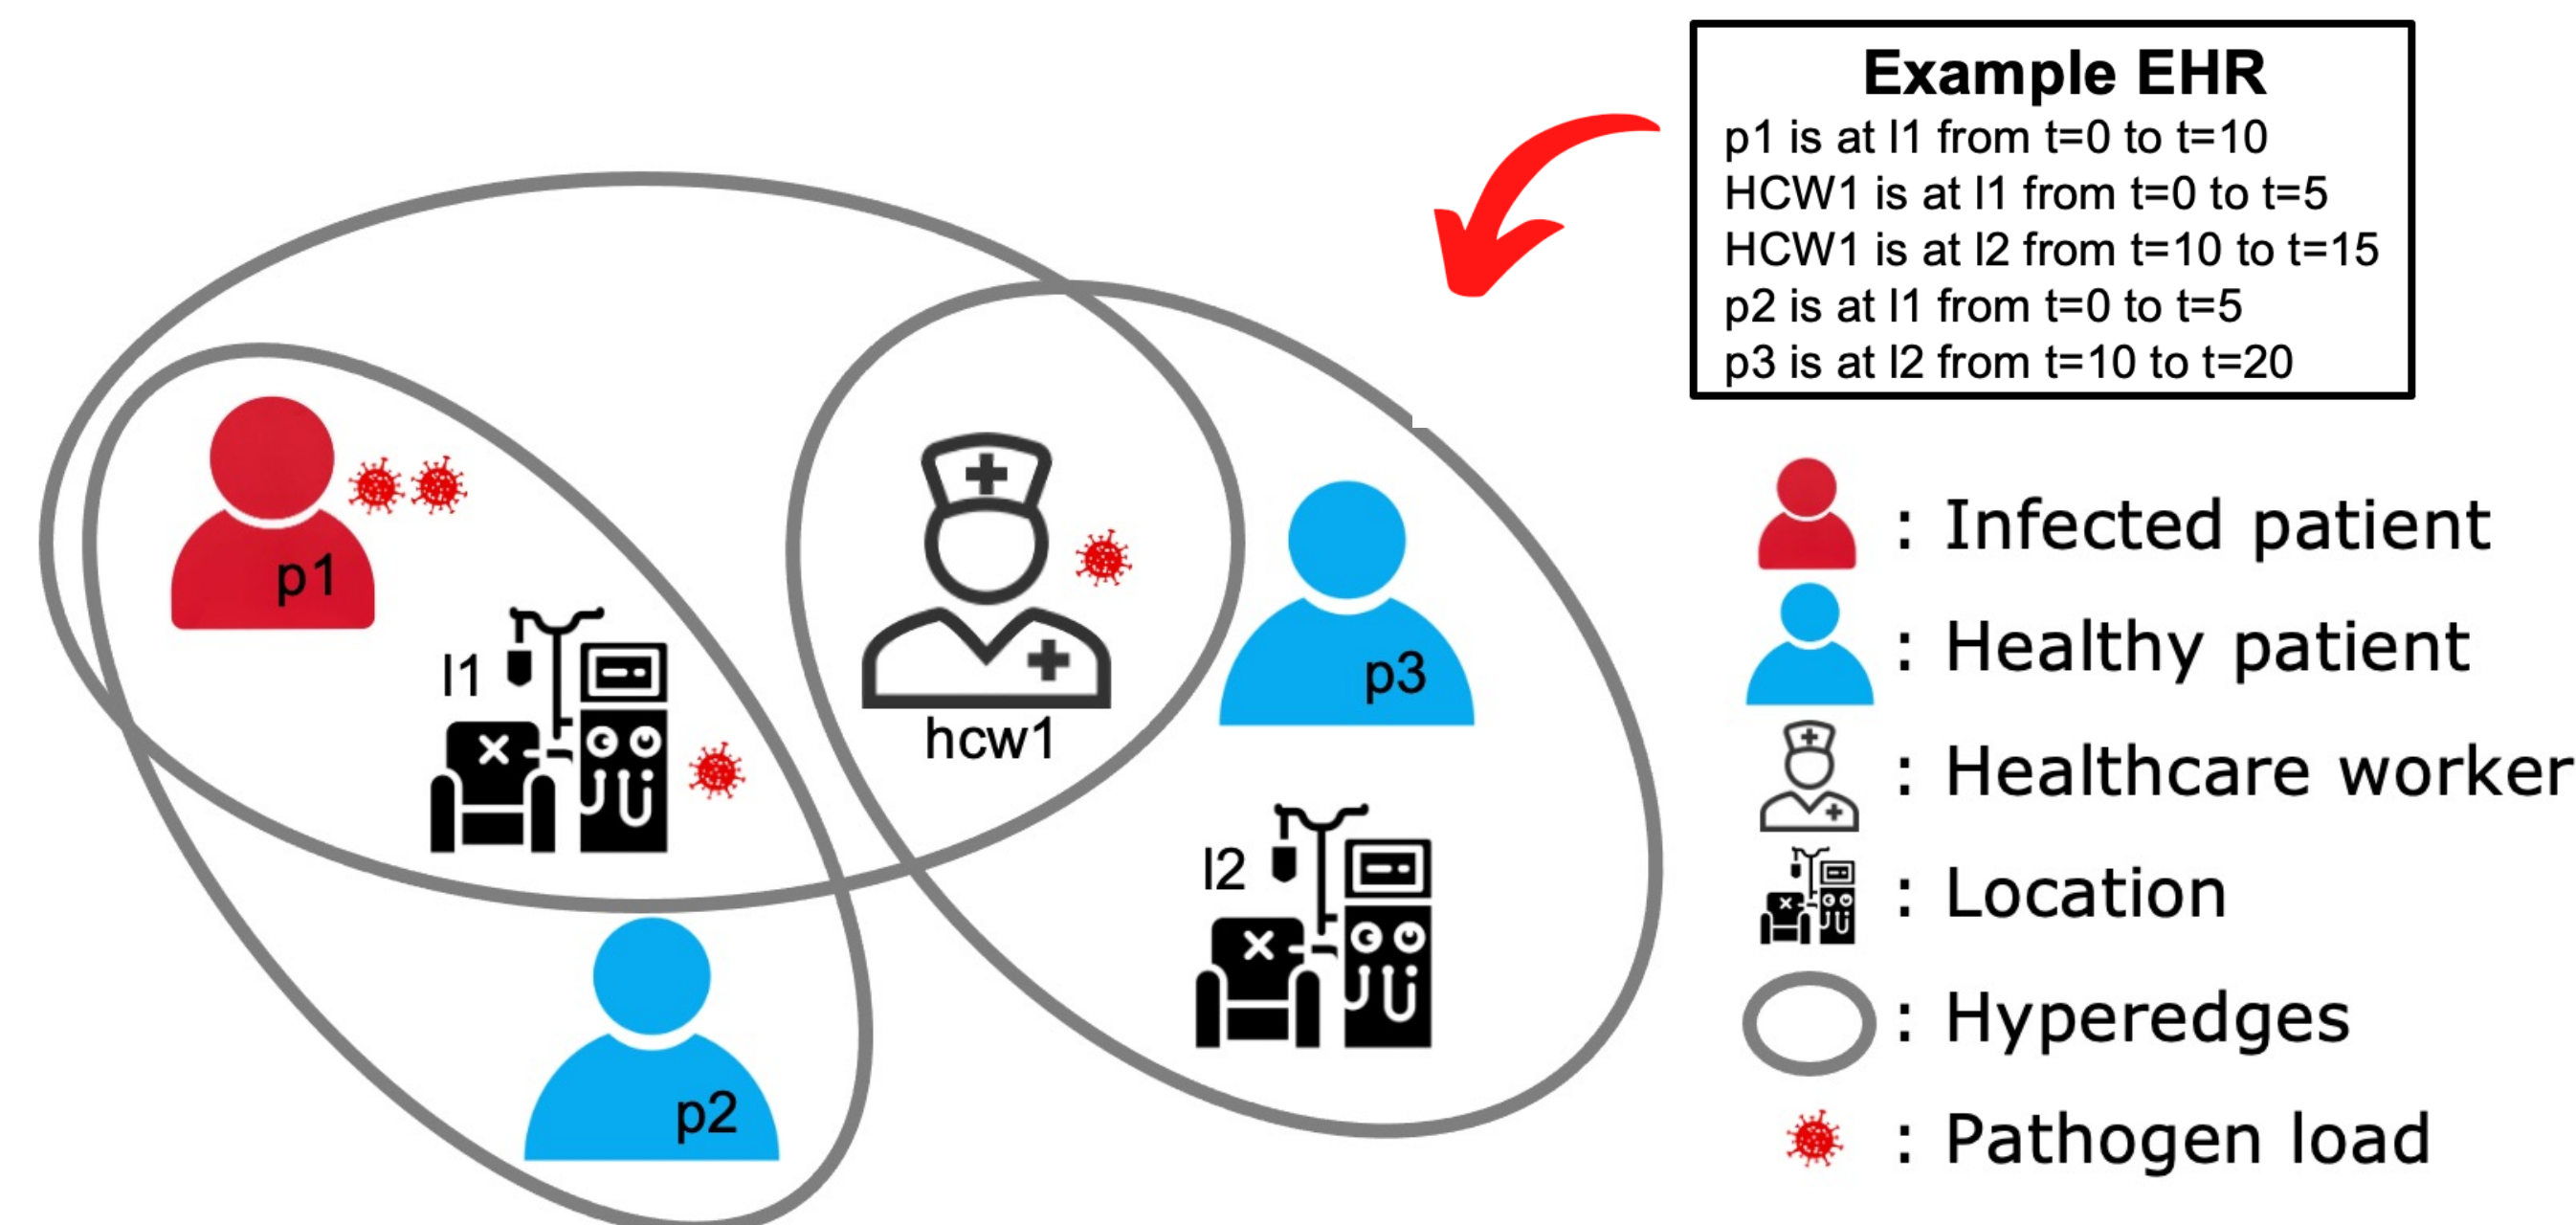 Example EHR
p1 is at l1 from t=0 to t=10
HCW1 is at l1 from t=0 to t=5
HCW1 is at l2 from t=10 to t=15
p2 is at l1 from t=0 to t=5
p3 is at l2 from t=10 to t=20
p1
l1
hcw1
p3
l2
p2
: Infected patient
: Healthy patient
: Healthcare worker
: Location
: Hyperedges
: Pathogen load